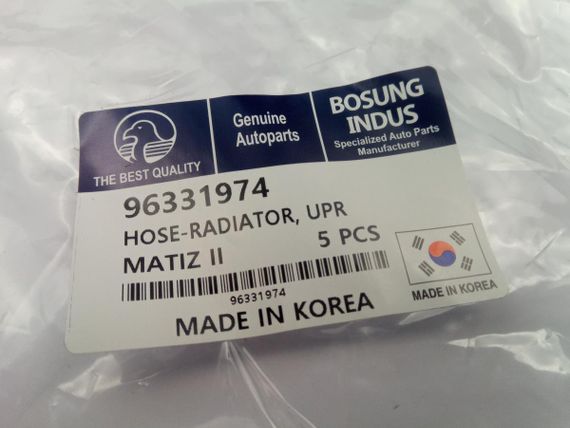 THE BEST QUALITY
Genuine
Autoparts
BOSUNG
INDUS
Specialized Auto Parts
Manufacturer
96331974
HOSE-RADIATOR, UPR
MATIZ II 5 PCS
96331974
MADE IN KOREA
MADE IN KOREA